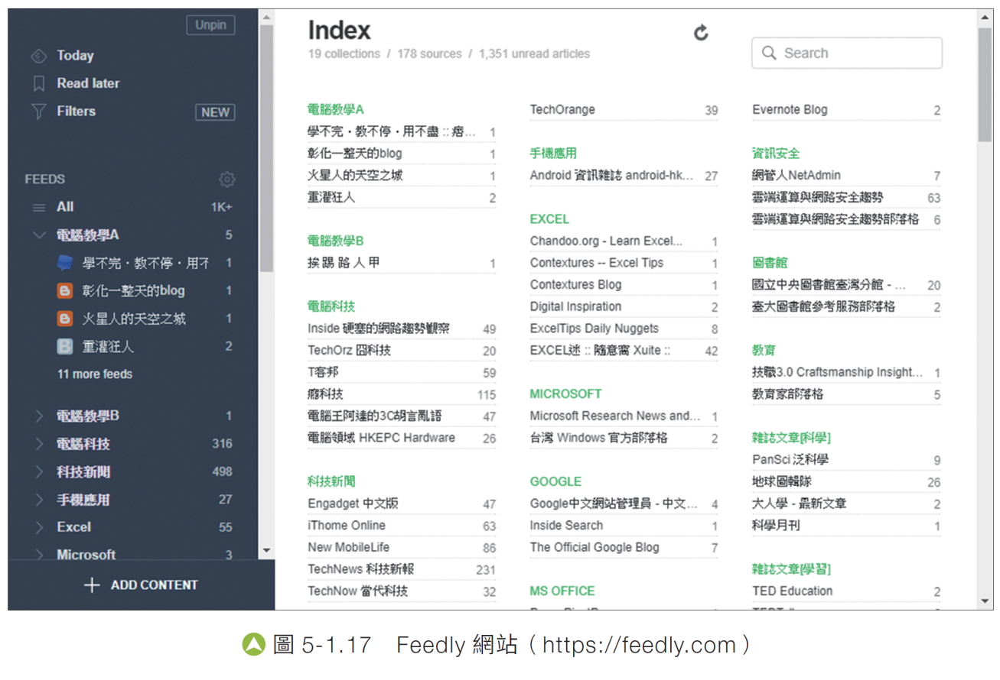 Unpin
Today
Read later
Filters NEW
FEEDS
All 1K+
電腦教學A 5
學不完・教不停・用不 1
彰化一整天的blog 1
火星人的天空之城 1
重灌狂人 2
11 more feeds
電腦教學B 1
電腦科技 316
科技新聞 498
手機應用 27
Excel 55
Microsoft 3
ADD CONTENT
Index
19 collections / 178 sources / 1,351 unread articles
Search
電腦教學A
學不完・教不停・用不盡 :: 痞... 1
彰化一整天的blog 1
火星人的天空之城 1
重灌狂人 2
電腦教學B
挨踢路人甲 1
電腦科技
Inside 硬塞的網路趨勢觀察 49
TechOrz 囧科技 20
T客邦 59
癮科技 115
電腦王阿達的3C胡言亂語 47
電腦領域 HKEPC Hardware 26
科技新聞
Engadget 中文版 47
iThome Online 63
New MobileLife 86
TechNews 科技新報 231
TechNow 當代科技 32
TechOrange 39
手機應用
Android 資訊雜誌 android-hk... 27
EXCEL
Chandoo.org - Learn Excel... 1
Contextures -- Excel Tips 1
Contextures Blog 1
Digital Inspiration 2
ExcelTips Daily Nuggets 8
EXCEL迷 :: 隨意窩 Xuite :: 42
MICROSOFT
Microsoft Research News and... 1
台灣 Windows 官方部落格 2
GOOGLE
Google中文網站管理員 - 中文... 4
Inside Search 1
The Official Google Blog 7
MS OFFICE
Evernote Blog 2
資訊安全
網管人NetAdmin 7
雲端運算與網路安全趨勢 63
雲端運算與網路安全趨勢部落格 6
圖書館
國立中央圖書館臺灣分館 - ... 20
臺大圖書館參考服務部落格 2
教育
技職3.0 Craftsmanship Insight... 1
教育家部落格 5
雜誌文章[科學]
PanSci 泛科學 9
地球圖輯隊 26
大人學 - 最新文章 2
科學月刊 1
雜誌文章[學習]
TED Education 2
圖 5-1.17 Feedly 網站（https://feedly.com）